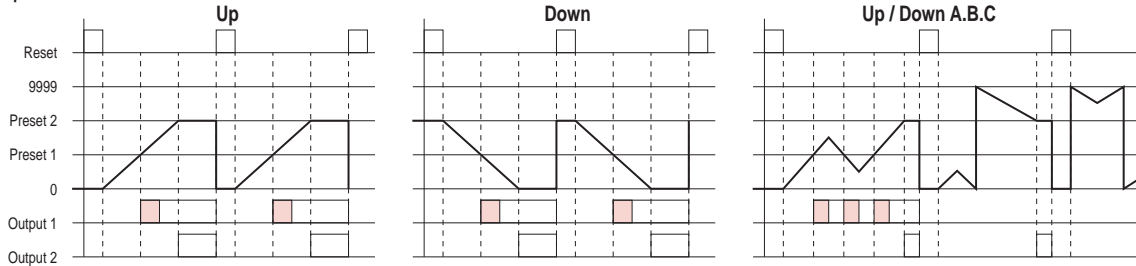 Up
Down
Up / Down A.B.C
Reset
9999
Preset 2
Preset 1
0
Output 1
Output 2